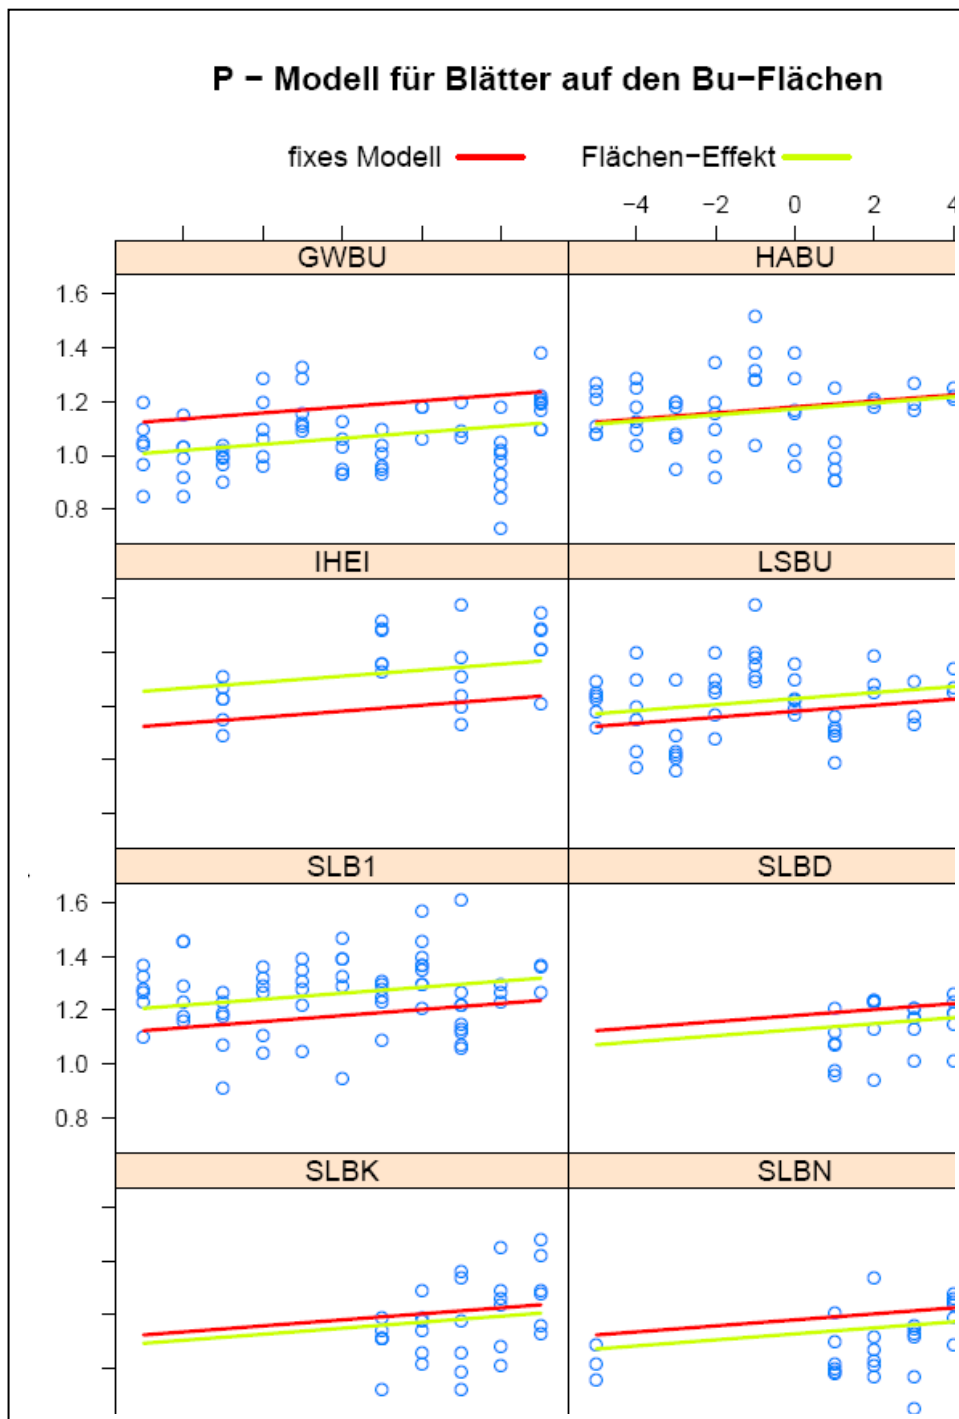 P − Modell für Blätter auf den Bu−Flächen
fixes Modell Flächen−Effekt
−4 −2 0 2 4
GWBU HABU
1.6
1.4
1.2
1.0
0.8
IHEI LSBU
SLB1 SLBD
1.6
1.4
1.2
1.0
0.8
SLBK SLBN